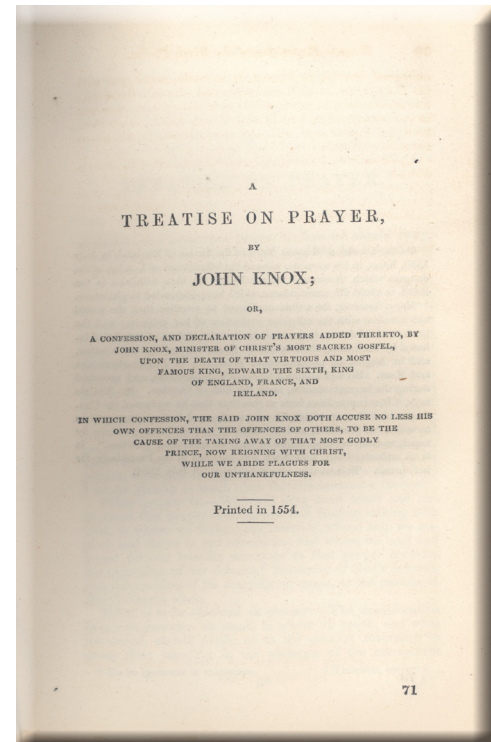 A
TREATISE ON PRAYER,
BY
JOHN KNOX;
OR,
A CONFESSION, AND DECLARATION OF PRAYERS ADDED THERETO, BY
JOHN KNOX, MINISTER OF CHRIST'S MOST SACRED GOSPEL,
UPON THE DEATH OF THAT VIRTUOUS AND MOST
FAMOUS KING, EDWARD THE SIXTH, KING
OF ENGLAND, FRANCE, AND
IRELAND.
IN WHICH CONFESSION, THE SAID JOHN KNOX DOTH ACCUSE NO LESS HIS
OWN OFFENCES THAN THE OFFENCES OF OTHERS, TO BE THE
CAUSE OF THE TAKING AWAY OF THAT MOST GODLY
PRINCE, NOW REIGNING WITH CHRIST,
WHILE WE ABIDE PLAGUES FOR
OUR UNTHANKFULNESS.
Printed in 1554.
71